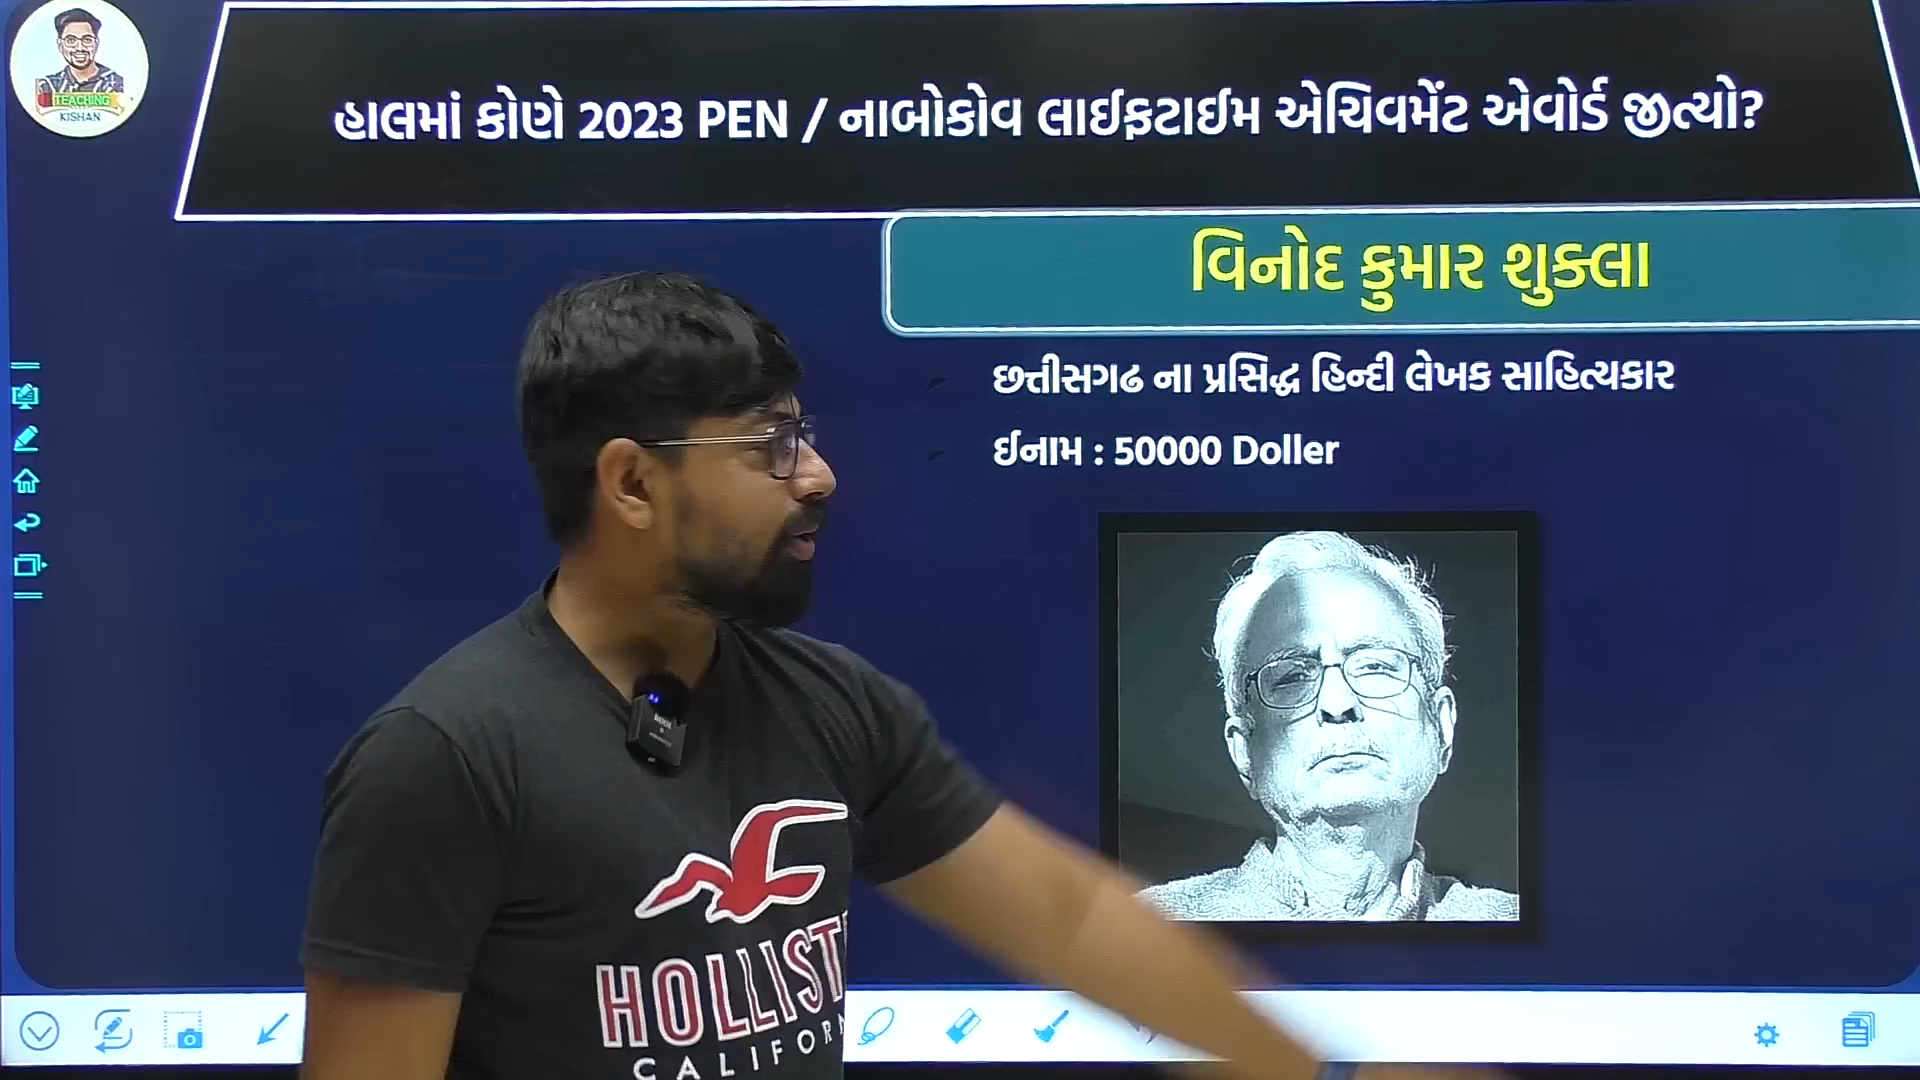 TEACHING
KISHAN
હાલમાં કોણે 2023 PEN / નાબોકોવ લાઈફટાઈમ એચિવમેંટ એવોર્ડ જીત્યો?
વિનોદ કુમાર શુક્લા
છત્તીસગઢ ના પ્રસિદ્ધ હિન્દી લેખક સાહિત્યકાર
ઈનામ : 50000 Doller
HOLLIST
CALIFOR